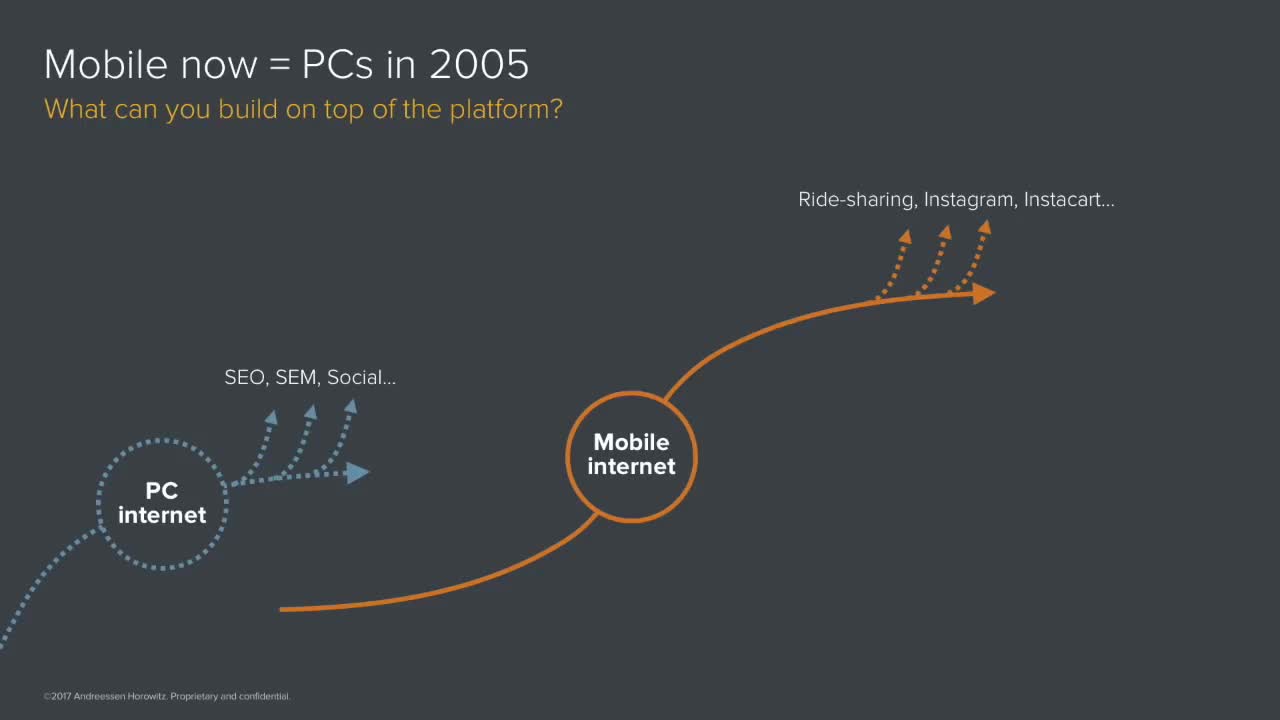 Mobile now = PCs in 2005
What can you build on top of the platform?
Ride-sharing, Instagram, Instacart...
SEO, SEM, Social...
Mobile
internet
PC
internet
©2017 Andreessen Horowitz. Proprietary and confidential.